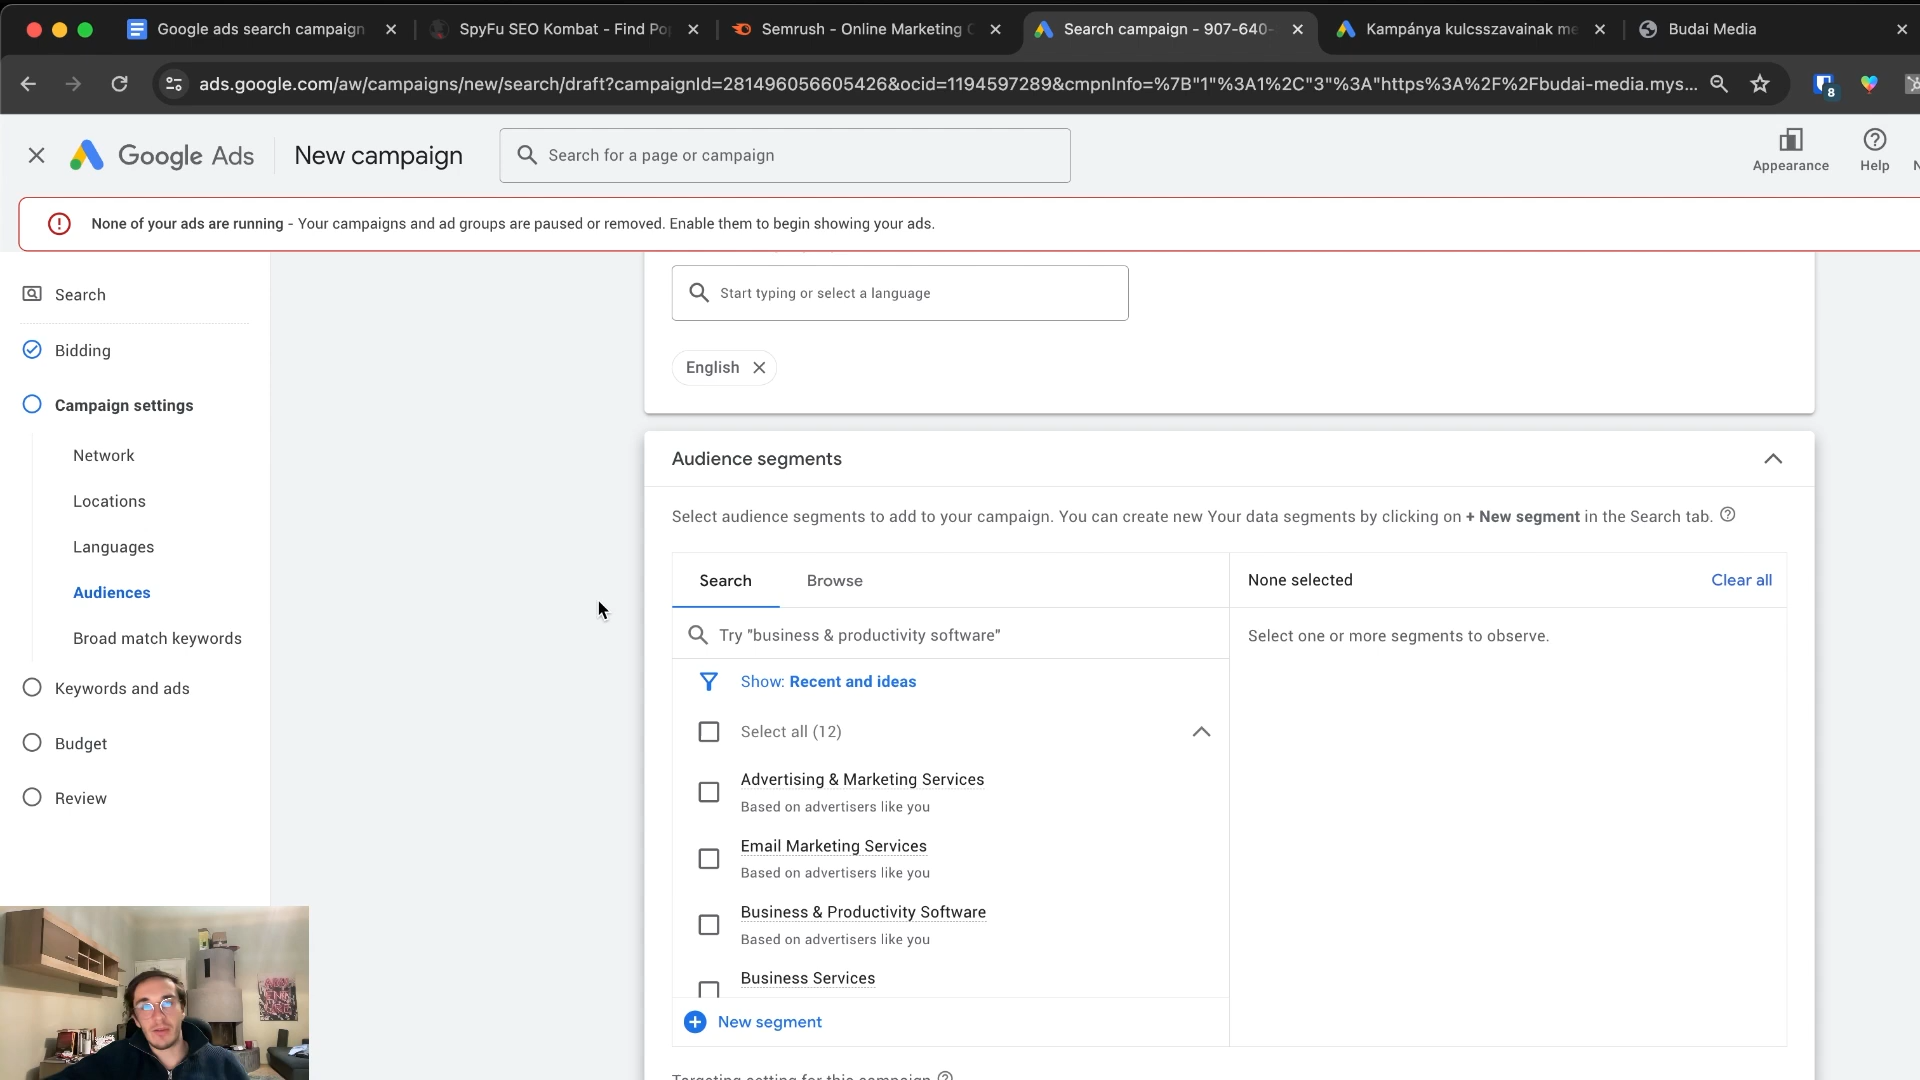 Google ads search campaign
SpyFu SEO Kombat - Find Po
Semrush - Online Marketing
Search campaign - 907-640-
Kampánya kulcsszavainak me
Budai Media
ads.google.com/aw/campaigns/new/search/draft?campaignId=281496056605426&ocid=1194597289&cmpnInfo=%7B"1"%3A1%2C"3"%3A"https%3A%2F%2Fbudai-media.mys...
8
Google Ads
New campaign
Search for a page or campaign
Appearance
Help
None of your ads are running - Your campaigns and ad groups are paused or removed. Enable them to begin showing your ads.
Search
Bidding
Campaign settings
Network
Locations
Languages
Audiences
Broad match keywords
Keywords and ads
Budget
Review
Start typing or select a language
English
Audience segments
Select audience segments to add to your campaign. You can create new Your data segments by clicking on + New segment in the Search tab.
Search
Browse
None selected
Clear all
Try "business & productivity software"
Select one or more segments to observe.
Show: Recent and ideas
Select all (12)
Advertising & Marketing Services
Based on advertisers like you
Email Marketing Services
Based on advertisers like you
Business & Productivity Software
Based on advertisers like you
Business Services
New segment
Targeting setting for this campaign